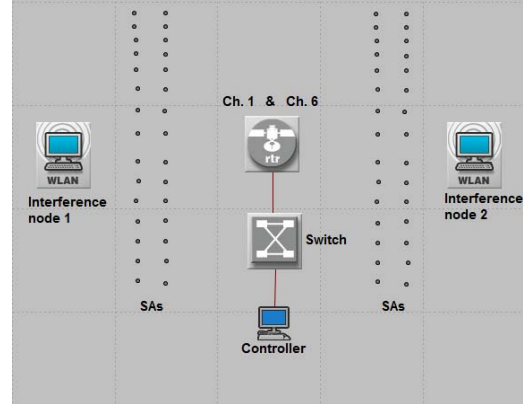 Ch. 1 & Ch. 6
rtr
WLAN
Interference
node 1
WLAN
Interference
node 2
Switch
SAs
SAs
Controller